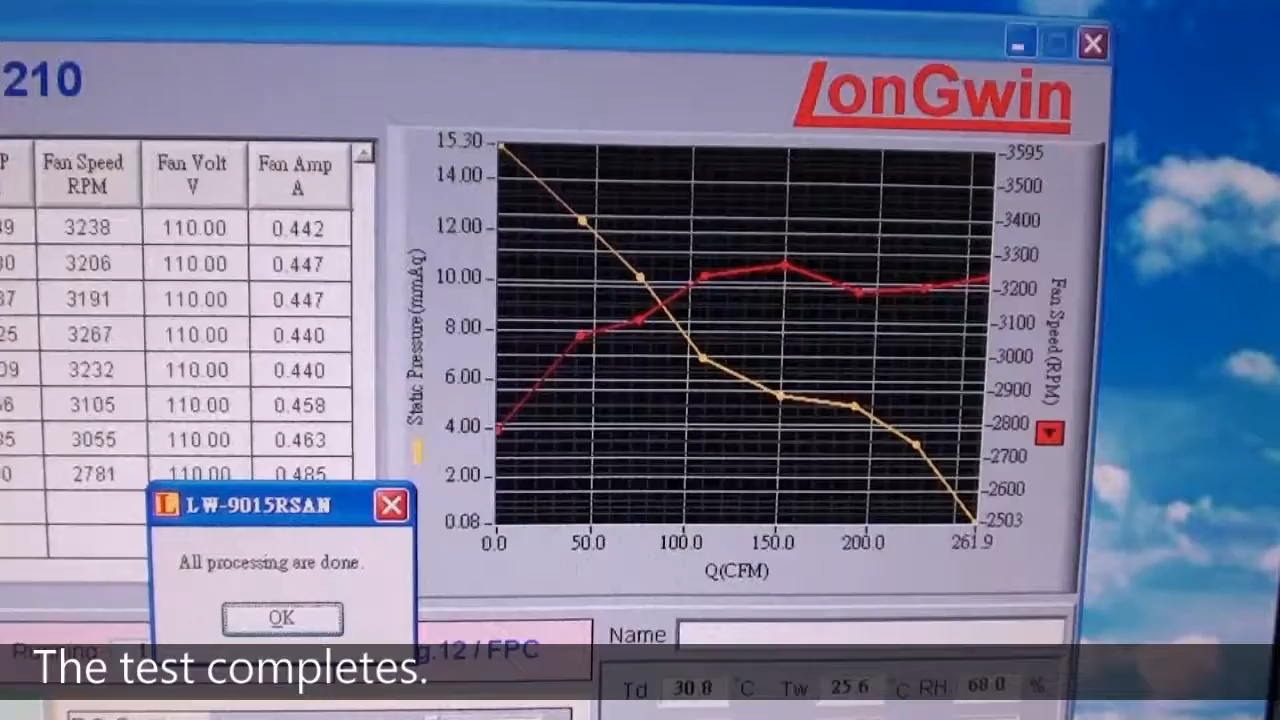 210
LonGwin
P Fan Speed Fan Volt Fan Amp
RPM V A
3238 110.00 0.442
3206 110.00 0.447
3191 110.00 0.447
3267 110.00 0.440
3232 110.00 0.440
3105 110.00 0.458
3055 110.00 0.463
2781 110.00 0.485
15.30
14.00
12.00
10.00
8.00
6.00
4.00
2.00
0.08
Static Pressure(mmAq)
3595
3500
3400
3300
3200
3100
3000
2900
2800
2700
2600
2503
Fan Speed(RPM)
0.0 50.0 100.0 150.0 200.0 261.9
Q(CFM)
LW-9015RSAN
All processing are done.
OK
g.12 / FPC
Name
Td 30.8 °C Tw 25.6 °C RH 68.0 %
The test completes.